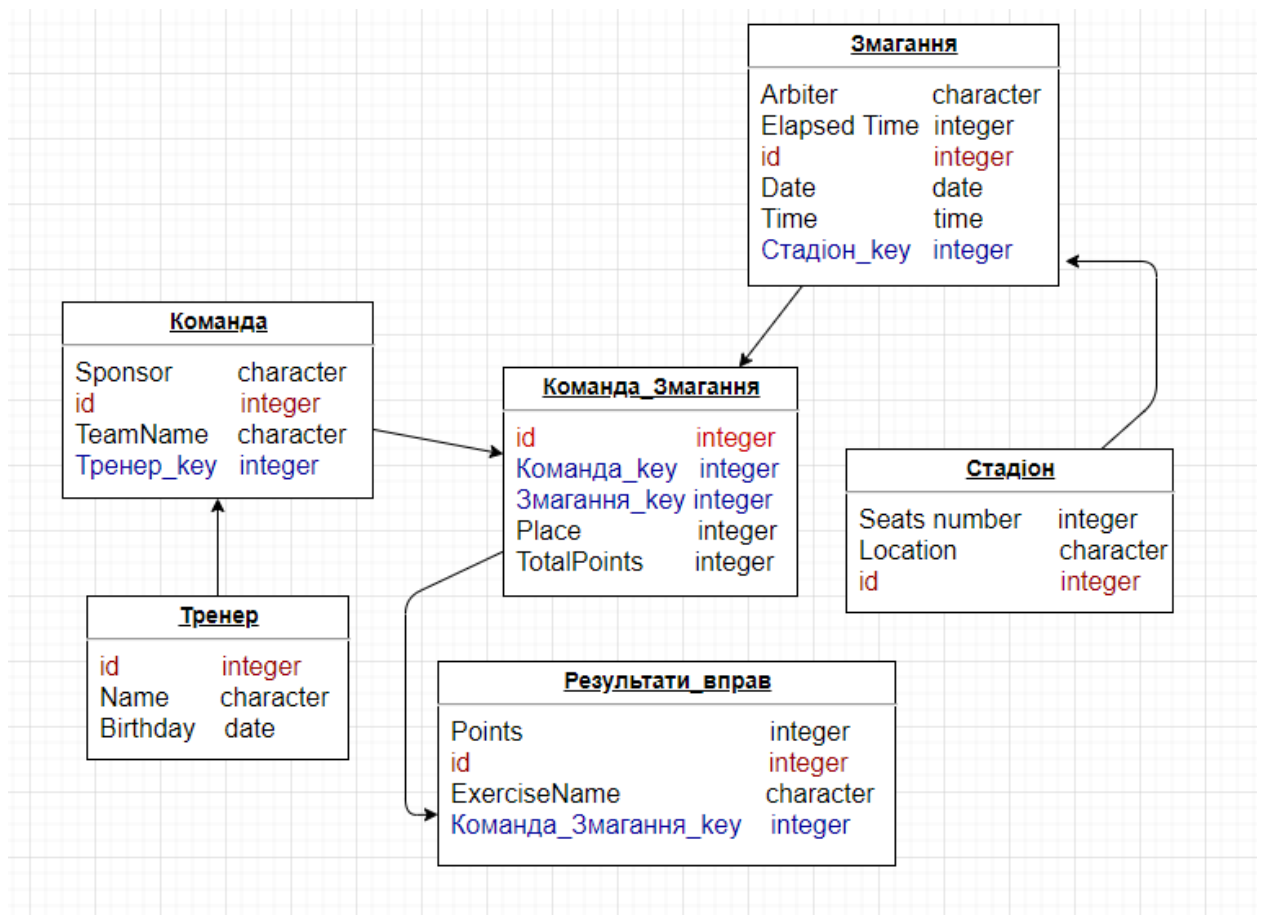 Змагання
Arbiter character
Elapsed Time integer
id integer
Date date
Time time
Стадіон_key integer
Команда
Sponsor character
id integer
TeamName character
Тренер_key integer
Команда_Змагання
id integer
Команда_key integer
Змагання_key integer
Place integer
TotalPoints integer
Стадіон
Seats number integer
Location character
id integer
Тренер
id integer
Name character
Birthday date
Результати_вправ
Points integer
id integer
ExerciseName character
Команда_Змагання_key integer